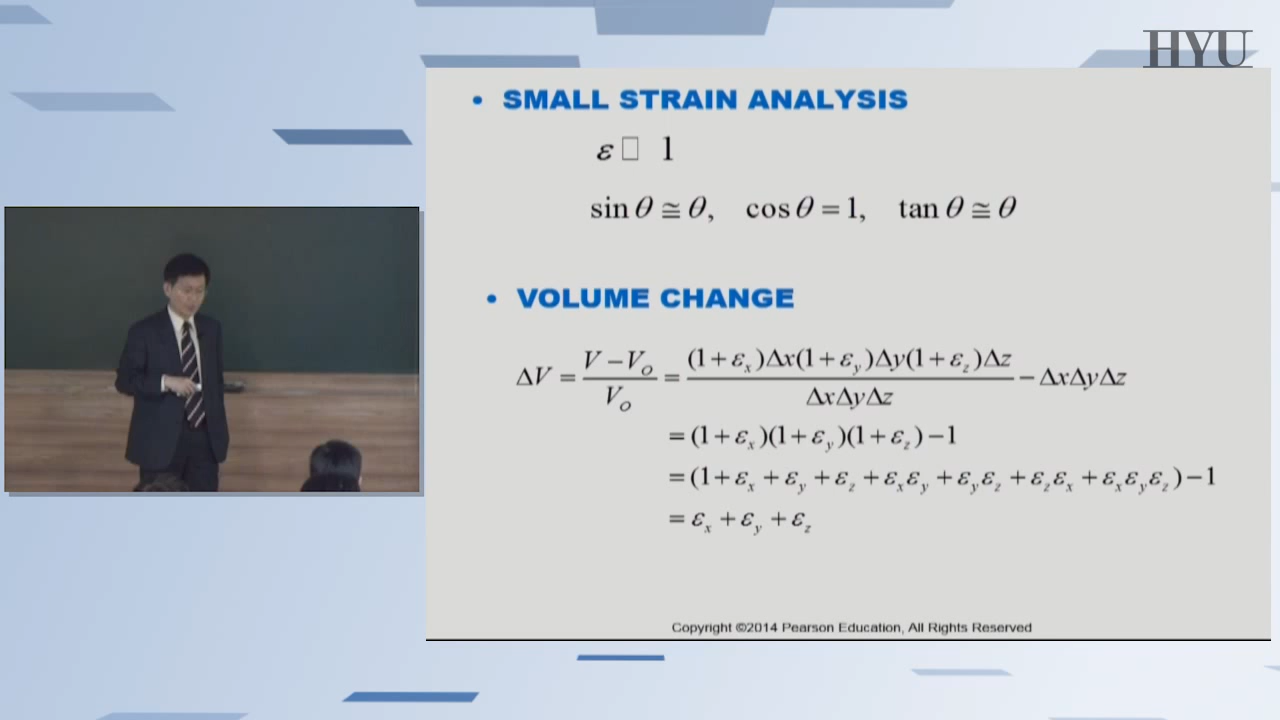 HYU
• SMALL STRAIN ANALYSIS
ε□ 1
sin θ ≅ θ, cos θ = 1, tan θ ≅ θ
• VOLUME CHANGE
ΔV = (V − V_O)/V_O = ((1 + ε_x)Δx(1 + ε_y)Δy(1 + ε_z)Δz)/(ΔxΔyΔz) − ΔxΔyΔz
= (1 + ε_x)(1 + ε_y)(1 + ε_z) − 1
= (1 + ε_x + ε_y + ε_z + ε_xε_y + ε_yε_z + ε_zε_x + ε_xε_yε_z) − 1
= ε_x + ε_y + ε_z
Copyright ©2014 Pearson Education, All Rights Reserved